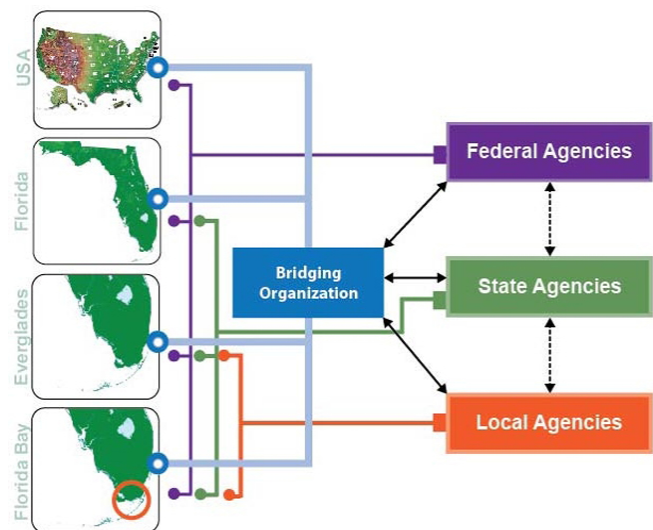 USA
Florida
Everglades
Florida Bay
Bridging
Organization
Federal Agencies
State Agencies
Local Agencies